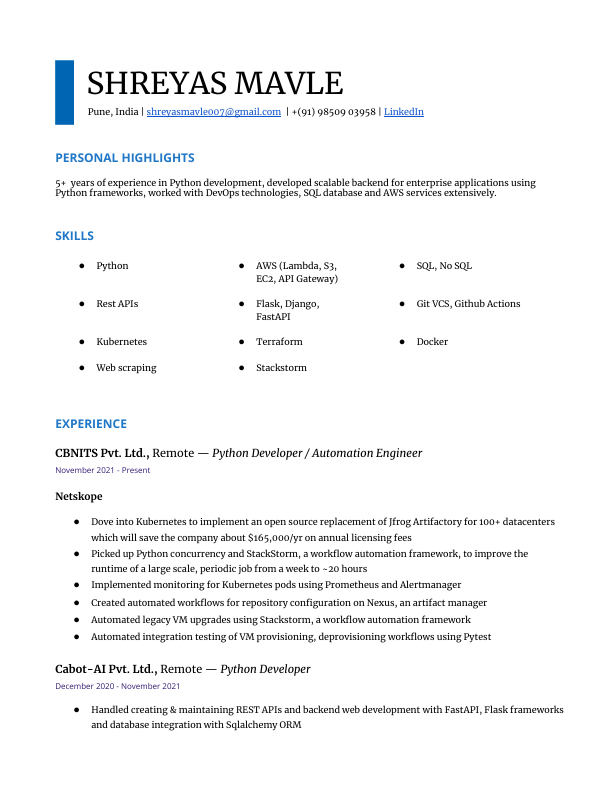 SHREYAS MAVLE
Pune, India | shreyasmavle007@gmail.com | +(91) 98509 03958 | LinkedIn
PERSONAL HIGHLIGHTS
5+ years of experience in Python development, developed scalable backend for enterprise applications using
Python frameworks, worked with DevOps technologies, SQL database and AWS services extensively.
SKILLS
● Python
● AWS (Lambda, S3,
EC2, API Gateway)
● SQL, No SQL
● Rest APIs
● Flask, Django,
FastAPI
● Git VCS, Github Actions
● Kubernetes
● Terraform
● Docker
● Web scraping
● Stackstorm
EXPERIENCE
CBNITS Pvt. Ltd., Remote — Python Developer / Automation Engineer
November 2021 - Present
Netskope
● Dove into Kubernetes to implement an open source replacement of Jfrog Artifactory for 100+ datacenters
which will save the company about $165,000/yr on annual licensing fees
● Picked up Python concurrency and StackStorm, a workflow automation framework, to improve the
runtime of a large scale, periodic job from a week to ~20 hours
● Implemented monitoring for Kubernetes pods using Prometheus and Alertmanager
● Created automated workflows for repository configuration on Nexus, an artifact manager
● Automated legacy VM upgrades using Stackstorm, a workflow automation framework
● Automated integration testing of VM provisioning, deprovisioning workflows using Pytest
Cabot-AI Pvt. Ltd., Remote — Python Developer
December 2020 - November 2021
● Handled creating & maintaining REST APIs and backend web development with FastAPI, Flask frameworks
and database integration with Sqlalchemy ORM